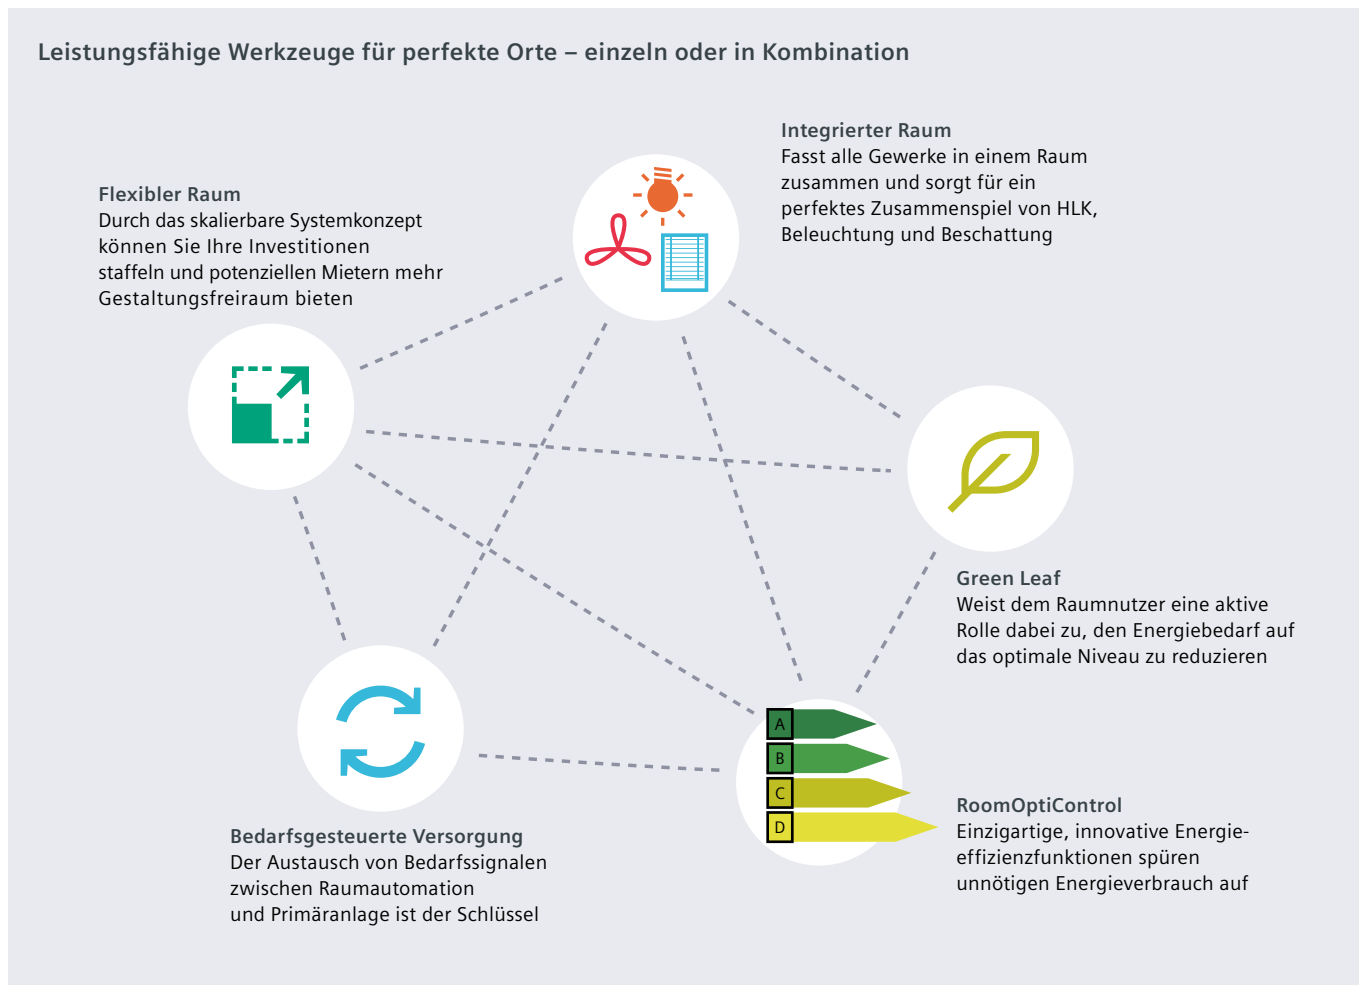 Leistungsfähige Werkzeuge für perfekte Orte – einzeln oder in Kombination
Integrierter Raum
Fasst alle Gewerke in einem Raum
zusammen und sorgt für ein
perfektes Zusammenspiel von HLK,
Beleuchtung und Beschattung
Flexibler Raum
Durch das skalierbare Systemkonzept
können Sie Ihre Investitionen
staffeln und potenziellen Mietern mehr
Gestaltungsfreiraum bieten
Green Leaf
Weist dem Raumnutzer eine aktive
Rolle dabei zu, den Energiebedarf auf
das optimale Niveau zu reduzieren
A
B
C
D
RoomOptiControl
Einzigartige, innovative Energie-
effizienzfunktionen spüren
unnötigen Energieverbrauch auf
Bedarfsgesteuerte Versorgung
Der Austausch von Bedarfssignalen
zwischen Raumautomation
und Primäranlage ist der Schlüssel